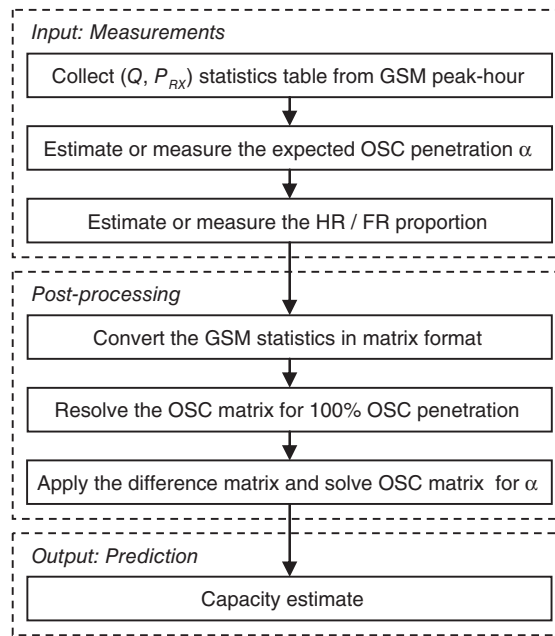 Input: Measurements
Collect (Q, P_RX) statistics table from GSM peak-hour
Estimate or measure the expected OSC penetration α
Estimate or measure the HR / FR proportion
Post-processing
Convert the GSM statistics in matrix format
Resolve the OSC matrix for 100% OSC penetration
Apply the difference matrix and solve OSC matrix for α
Output: Prediction
Capacity estimate